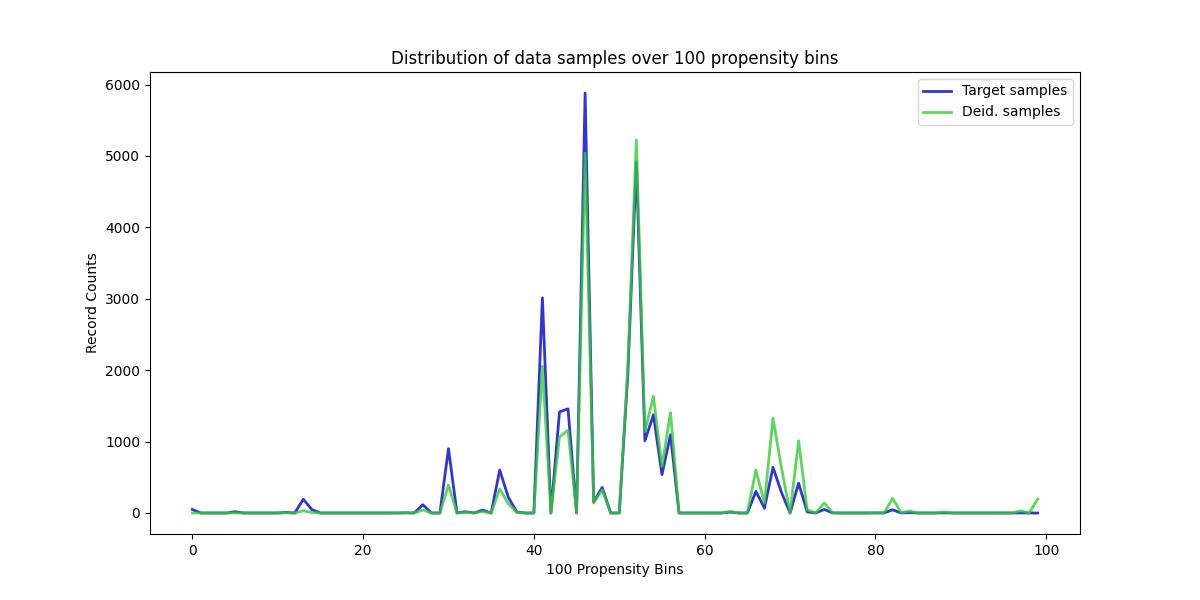 Distribution of data samples over 100 propensity bins
6000
5000
4000
3000
2000
1000
0
Record Counts
Target samples
Deid. samples
0
20
40
60
80
100
100 Propensity Bins